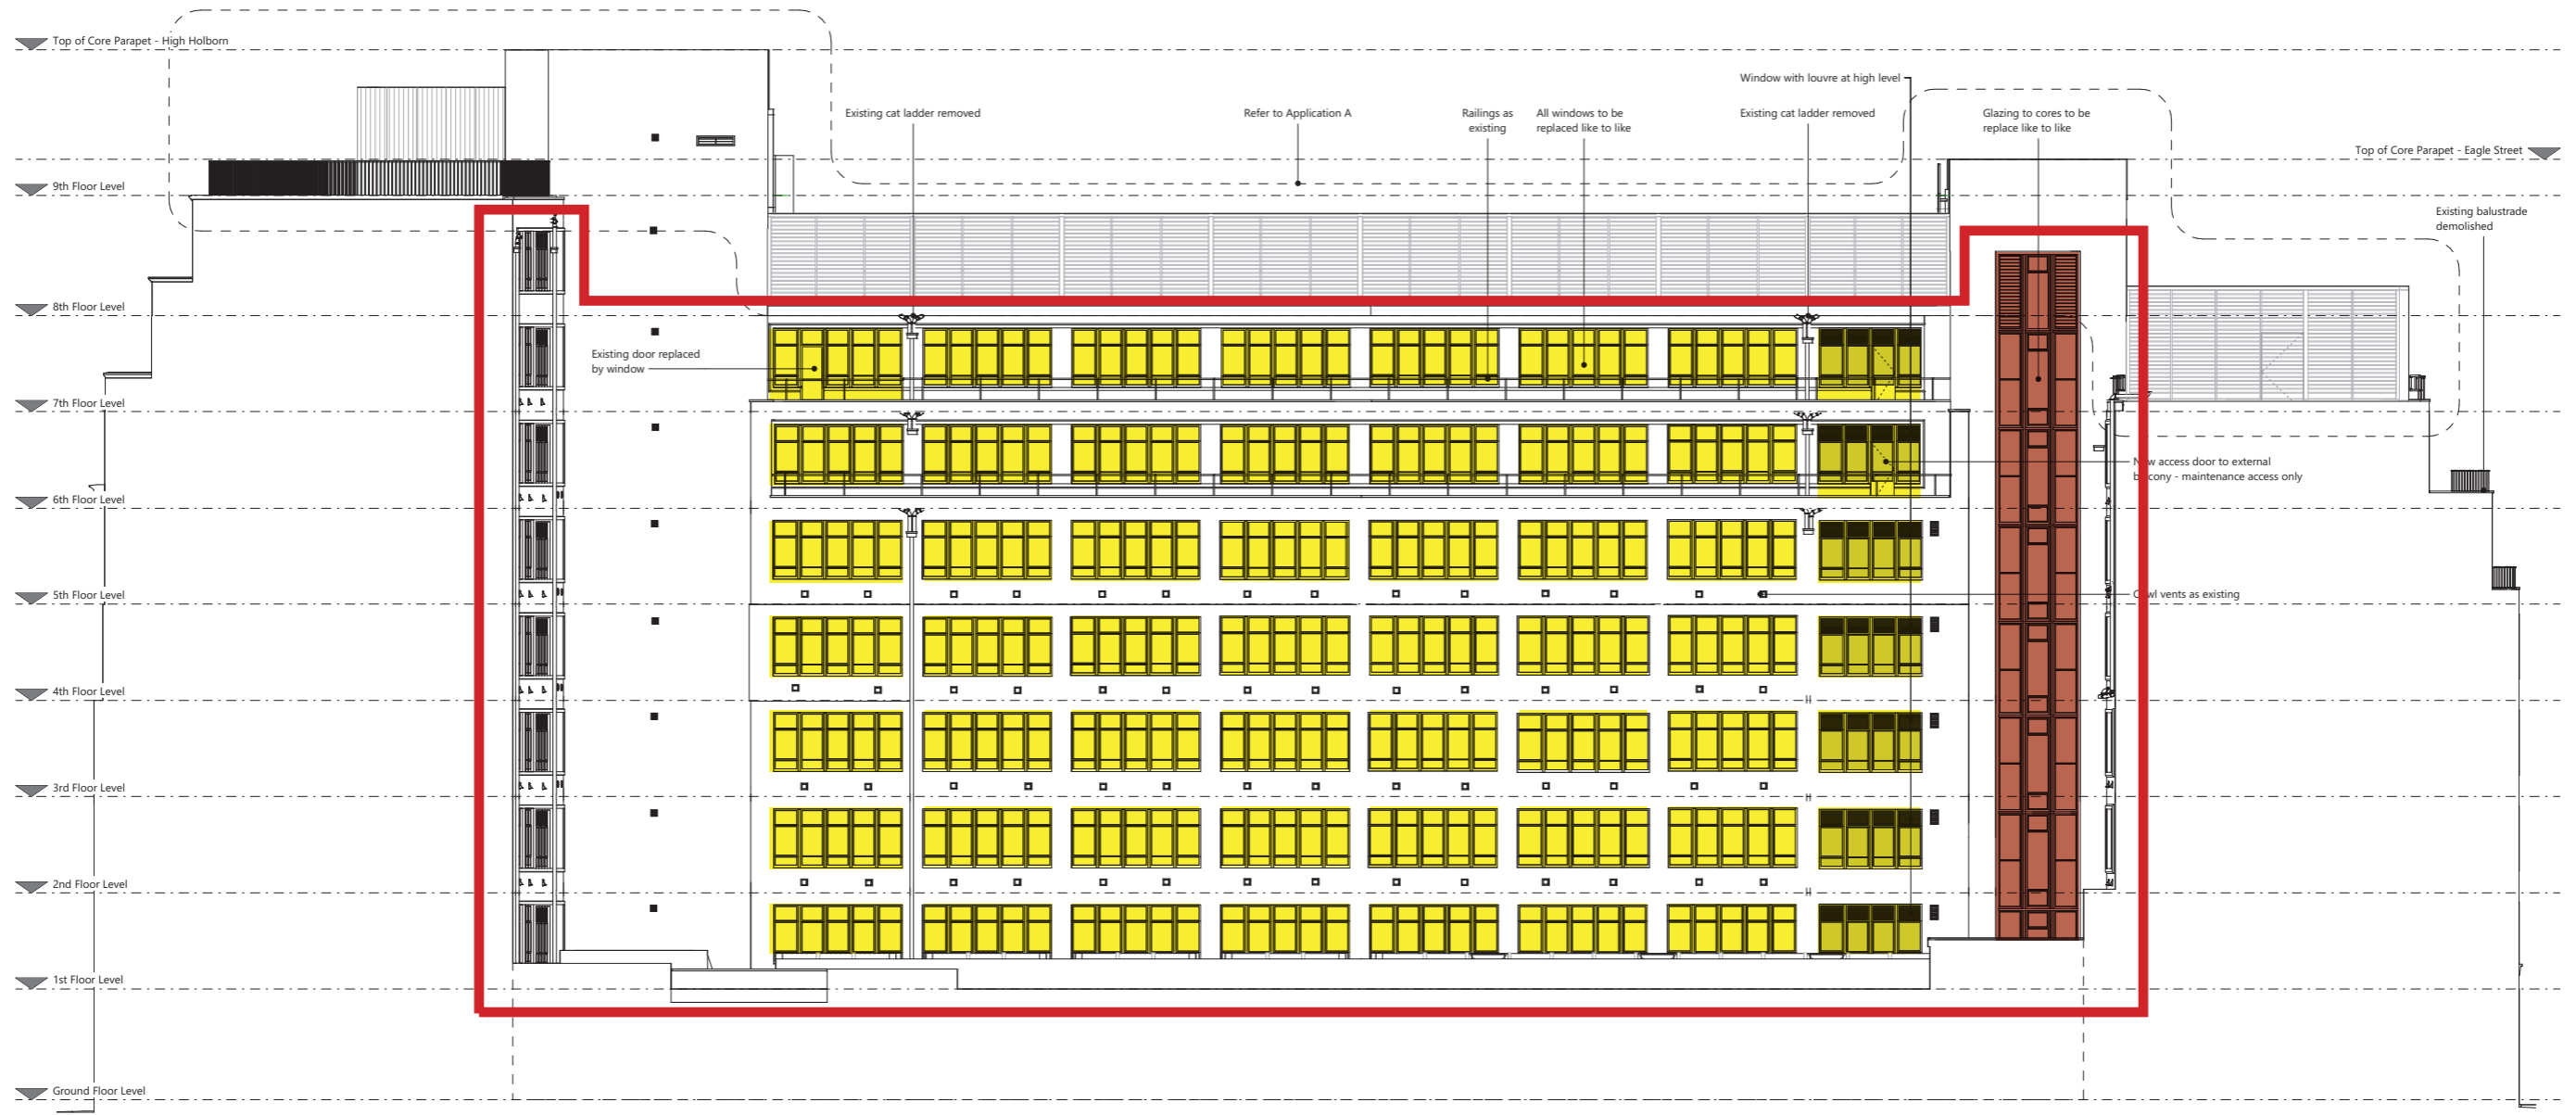 Top of Core Parapet - High Holborn
Window with louvre at high level
Existing cat ladder removed
Refer to Application A
Railings as
existing
All windows to be
replaced like to like
Existing cat ladder removed
Glazing to cores to be
replace like to like
Top of Core Parapet - Eagle Street
9th Floor Level
Existing balustrade
demolished
8th Floor Level
Existing door replaced
by window
7th Floor Level
New access door to external
balcony - maintenance access only
6th Floor Level
5th Floor Level
Cowl vents as existing
4th Floor Level
3rd Floor Level
2nd Floor Level
1st Floor Level
Ground Floor Level